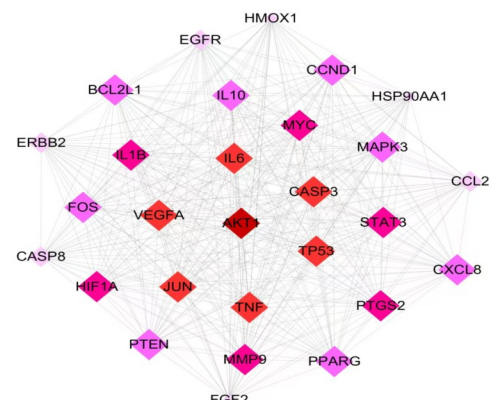 HMOX1
EGFR
CCND1
BCL2L1
IL10
HSP90AA1
MYC
ERBB2
IL1B
IL6
MAPK3
CCL2
CASP3
FOS
VEGFA
AKT1
STAT3
TP53
CASP8
CXCL8
HIF1A
JUN
TNF
PTGS2
PTEN
MMP9
PPARG
FGF2